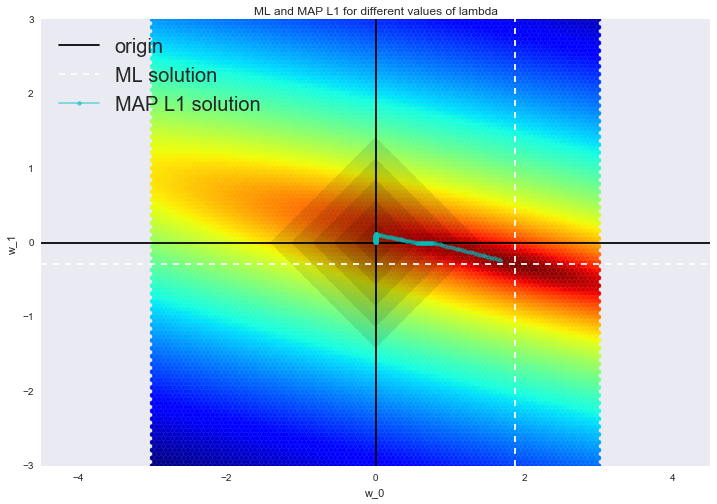 ML and MAP L1 for different values of lambda
origin
ML solution
MAP L1 solution
3
2
1
0
−1
−2
−3
w_1
−4
−2
0
2
4
w_0